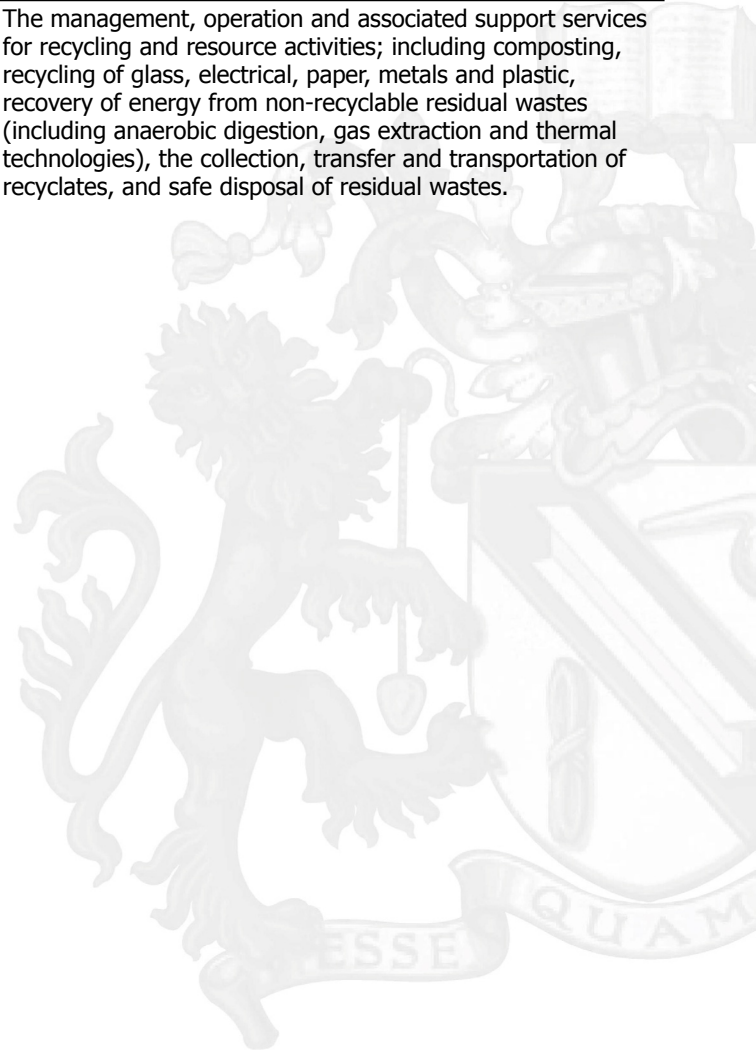 The management, operation and associated support services
for recycling and resource activities; including composting,
recycling of glass, electrical, paper, metals and plastic,
recovery of energy from non-recyclable residual wastes
(including anaerobic digestion, gas extraction and thermal
technologies), the collection, transfer and transportation of
recyclates, and safe disposal of residual wastes.
ESSE QUAM